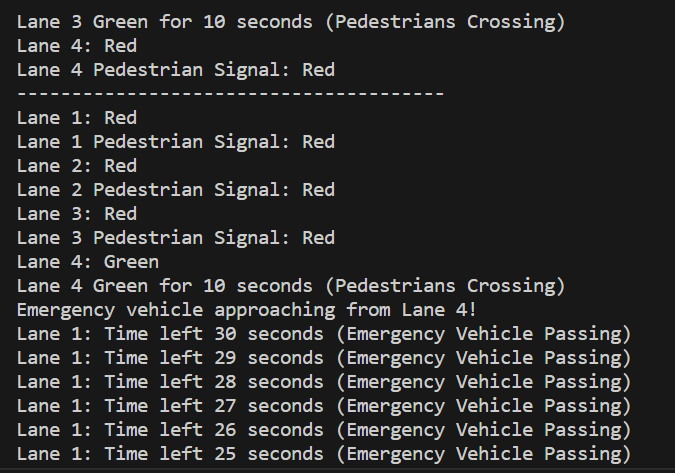 Lane 3 Green for 10 seconds (Pedestrians Crossing)
Lane 4: Red
Lane 4 Pedestrian Signal: Red
---------------------------------------
Lane 1: Red
Lane 1 Pedestrian Signal: Red
Lane 2: Red
Lane 2 Pedestrian Signal: Red
Lane 3: Red
Lane 3 Pedestrian Signal: Red
Lane 4: Green
Lane 4 Green for 10 seconds (Pedestrians Crossing)
Emergency vehicle approaching from Lane 4!
Lane 1: Time left 30 seconds (Emergency Vehicle Passing)
Lane 1: Time left 29 seconds (Emergency Vehicle Passing)
Lane 1: Time left 28 seconds (Emergency Vehicle Passing)
Lane 1: Time left 27 seconds (Emergency Vehicle Passing)
Lane 1: Time left 26 seconds (Emergency Vehicle Passing)
Lane 1: Time left 25 seconds (Emergency Vehicle Passing)